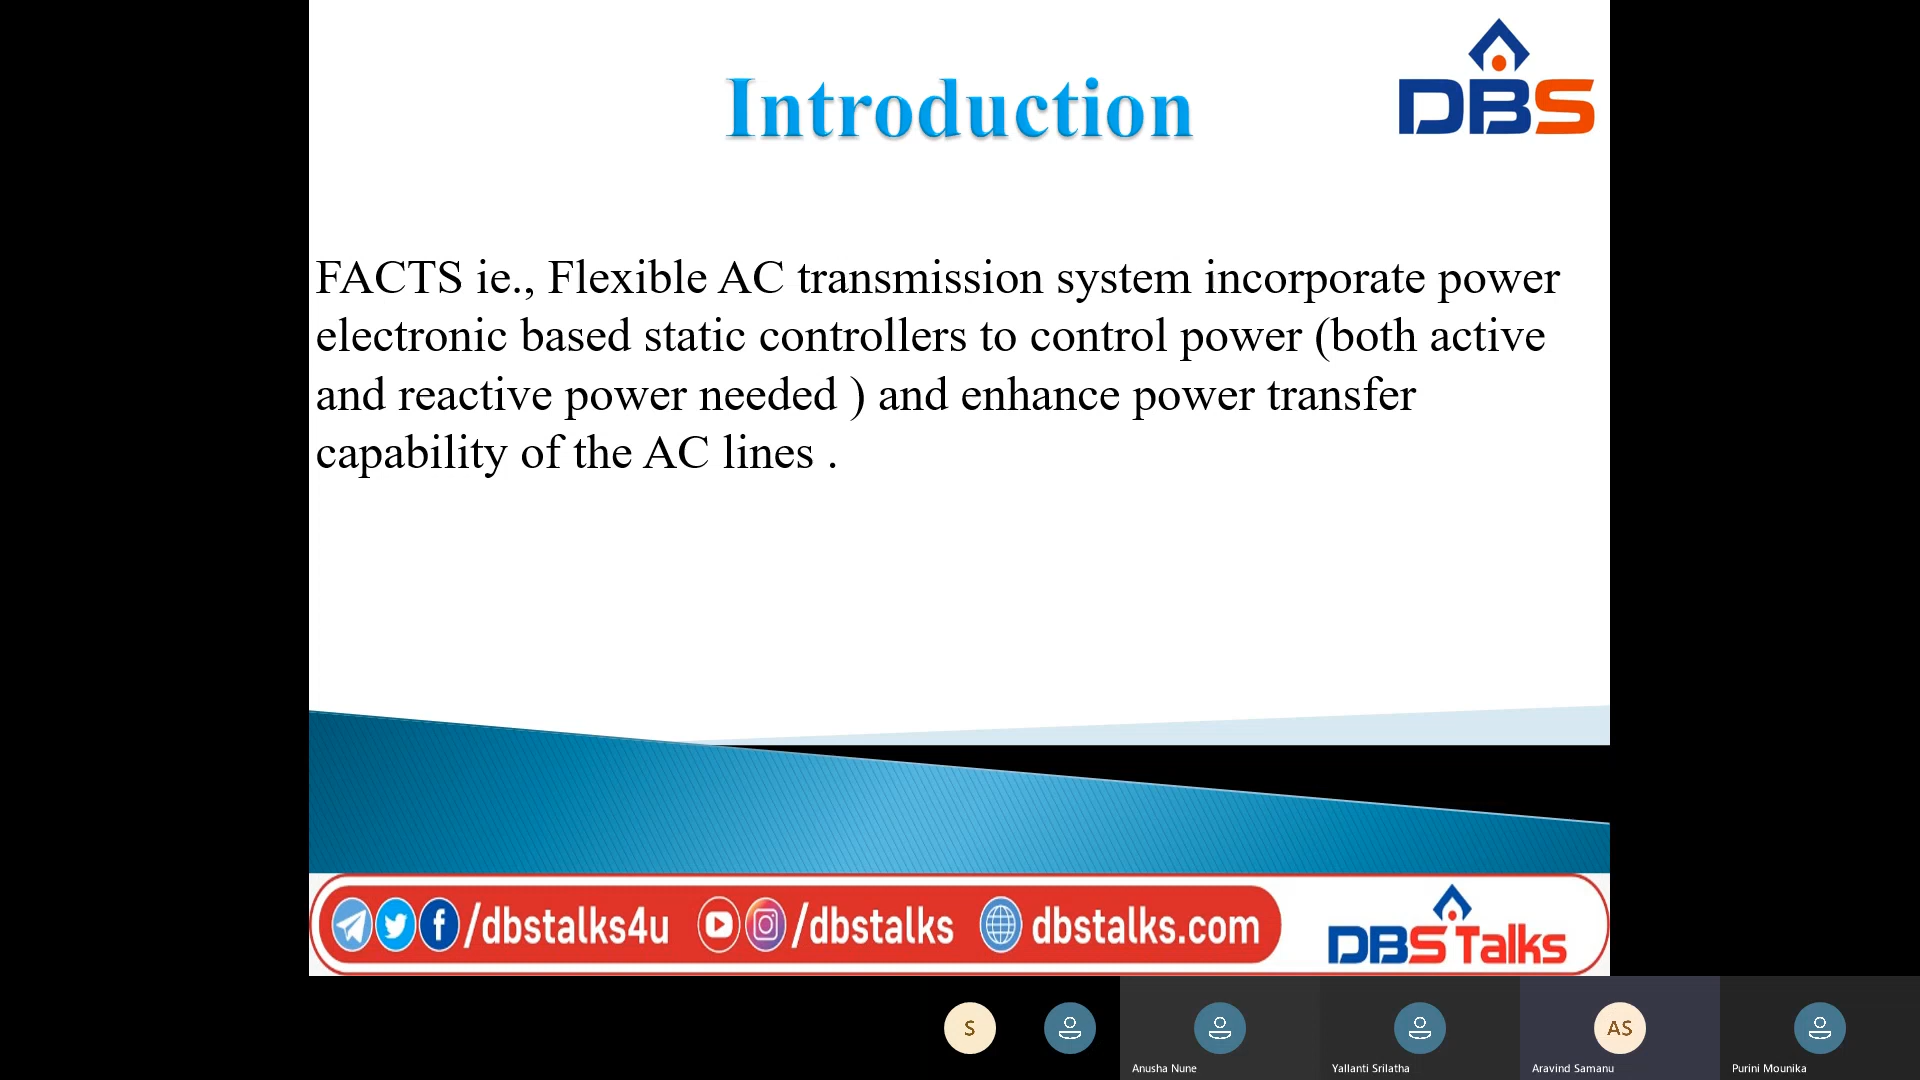 Introduction
DBS
FACTS ie., Flexible AC transmission system incorporate power
electronic based static controllers to control power (both active
and reactive power needed ) and enhance power transfer
capability of the AC lines .
/dbstalks4u /dbstalks dbstalks.com
DBS Talks
S
AS
Anusha Nune
Yallanti Srilatha
Aravind Samanu
Purini Mounika